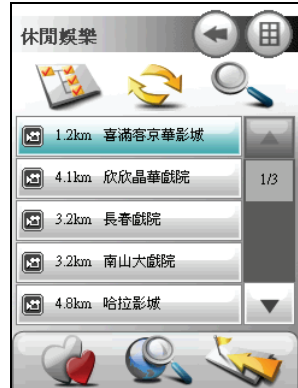 休閒娛樂
1.2km 喜滿客京華影城
4.1km 欣欣晶華戲院
1/3
3.2km 長春戲院
3.2km 南山大戲院
4.8km 哈拉影城